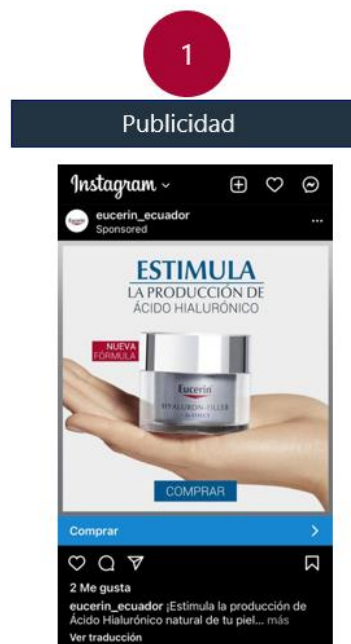 1
Publicidad
Instagram
eucerin_ecuador
Sponsored
ESTIMULA
LA PRODUCCIÓN DE
ÁCIDO HIALURÓNICO
NUEVA
FÓRMULA
Eucerin
HYALURON-FILLER
COMPRAR
Comprar
2 Me gusta
eucerin_ecuador ¡Estimula la producción de
Ácido Hialurónico natural de tu piel... más
Ver traducción